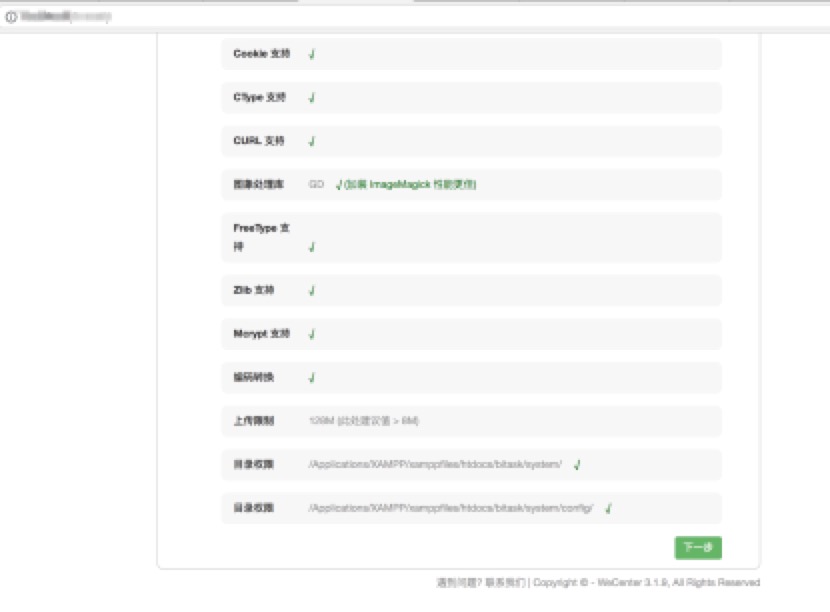 Cookie 支持 √
CType 支持 √
CURL 支持 √
图象处理库 GD √ (如装 ImageMagick 性能更佳)
FreeType 支
持 √
Zlib 支持 √
Mcrypt 支持 √
编码转换 √
上传限制 128M (此处建议值 > 8M)
目录权限 /Applications/XAMPP/xamppfiles/htdocs/bitask/system/ √
目录权限 /Applications/XAMPP/xamppfiles/htdocs/bitask/system/config/ √
下一步
遇到问题? 联系我们 | Copyright © - WeCenter 3.1.9, All Rights Reserved